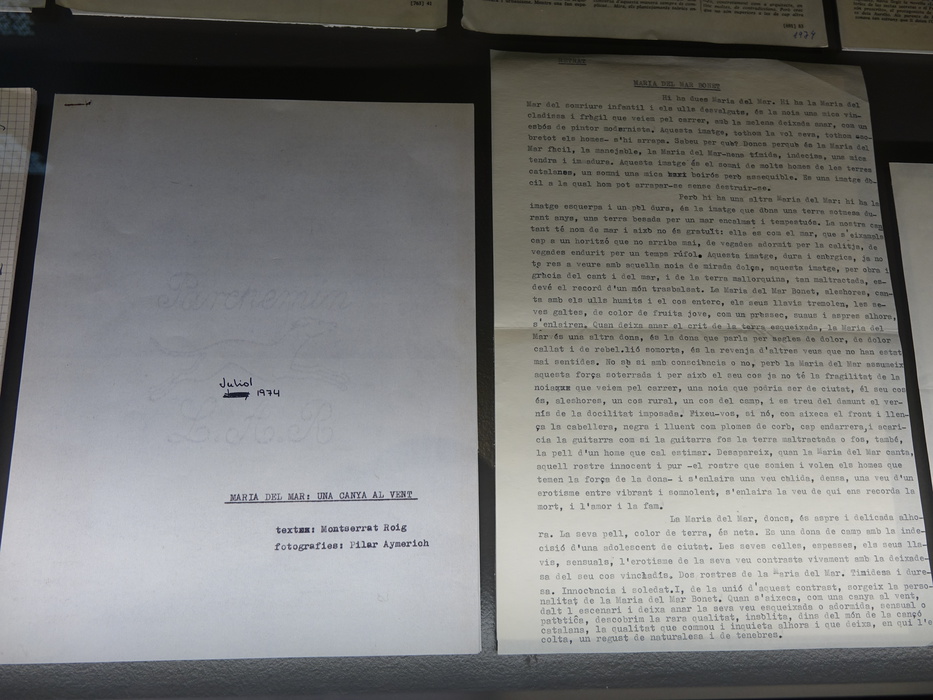 (762) 41
(641) 42
1974
Juliol
1974
MARIA DEL MAR: UNA CANYA AL VENT
text: Montserrat Roig
fotografies: Pilar Aymerich
MARIA DEL MAR BONET
Hi ha dues Maria del Mar. Hi ha la Maria del
Mar del somriure infantil i els ulls desvalguts, és la noia una mica vin-
cladissa i fràgil que veiem pel carrer, amb la melena deixada anar, com un
esbós de pintor modernista. Aquesta imatge, tothom la vol seva, tothom -so-
bretot els homes- s'hi arrapa. Sabeu per què? Doncs perquè és la Maria del
Mar fàcil, la manejable, la Maria del Mar-nena tímida, indecisa, una mica
tendra i immadura. Aquesta imatge és el somni de molts homes de les terres
catalanes, un somni una mica boirós però assequible. És una imatge dò-
cil a la qual hom pot arrapar-se sense destruir-se.
Però hi ha una altra Maria del Mar: hi ha la
imatge esquerpa i un pèl dura, és la imatge que dóna una terra sotmesa du-
rant anys, una terra besada per un mar encalmat i tempestuós. La nostra can
tant té nom de mar i això no és gratuït: ella és com el mar, que s'eixampla
cap a un horitzó que no arriba mai, de vegades adormit per la calitja, de
vegades endurit per un temps rúfol. Aquesta imatge, dura i enèrgica, ja no
té res a veure amb aquella noia de mirada dolça, aquesta imatge, per obra i
gràcia del cant i del mar, i de la terra mallorquina, tan maltractada, es-
devé el record d'un món trasbalsat. La Maria del Mar Bonet, aleshores, can-
ta amb els ulls humits i el cos entero, els seus llavis tremolen, les se-
ves galtes, de color de fruita jove, com un préssec, suaus i aspres alhora,
s'enlairen. Quan deixa anar el crit de la terra esqueixada, la Maria del
Mar és una altra dona, és la dona que parla per segles de dolor, de dolor
callat i de rebel.lió somorta, és la revenja d'altres veus que no han estat
mai sentides. No sé si amb consciència o no, però la Maria del Mar assumeix
aquesta força soterrada i per això el seu cos ja no té la fragilitat de la
noia que veiem pel carrer, una noia que podria ser de ciutat, el seu cos
és, aleshores, un cos rural, un cos del camp, i es treu del damunt el ver-
nís de la docilitat imposada. Fixeu-vos, si nó, com aixeca el front i llen-
ça la cabellera, negra i lluent com plomes de corb, cap endarrera, i acari-
cia la guitarra com si la guitarra fos la terra maltractada o fos, també,
la pell d'un home que cal estimar. Desapareix, quan la Maria del Mar canta,
aquell rostre innocent i pur -el rostre que somien i volen els homes que
temen la força de la dona- i s'enlaira una veu càlida, densa, una veu d'un
erotisme entre vibrant i somnolent, s'enlaira la veu de qui ens recorda la
mort, i l'amor i la fam.
La Maria del Mar, doncs, és aspre i delicada alho-
ra. La seva pell, color de terra, és neta. És una dona de camp amb la inde-
cisió d'una adolescent de ciutat. Les seves celles, espesses, els seus lla-
vis, sensuals, l'erotisme de la seva veu contrasta vivament amb la deixade-
sa del seu cos vincladís. Dos rostres de la Maria del Mar. Timidesa i dure-
sa. Innocència i soledat. I, de la unió d'aquest contrast, sorgeix la perso-
nalitat de la Maria del Mar Bonet. Quan s'aixeca, com una canya al vent,
dalt l'escenari i deixa anar la seva veu esqueixada o adormida, sensual o
patètica, descobrim la rara qualitat, insòlita, dins del món de la cançó
catalana, la qualitat que commou i inquieta alhora i que deixa, en qui l'es
colta, un regust de naturalesa i de tenebres.